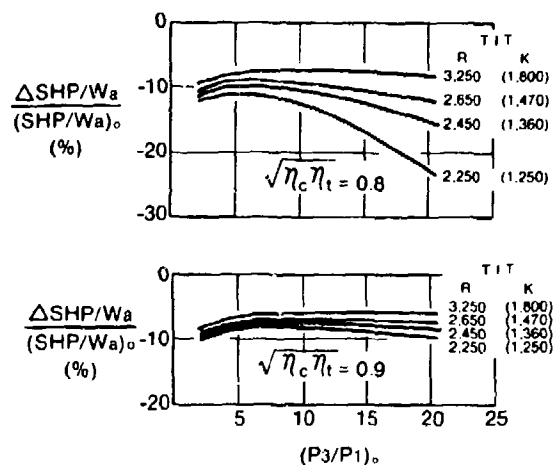 -0
-10
-20
-30
ΔSHP/Wa
(SHP/Wa)o
(%)
TIT
R K
3,250 (1,800)
2,650 (1,470)
2,450 (1,360)
2,250 (1,250)
√ηcηt = 0.8
0
-10
-20
ΔSHP/Wa
(SHP/Wa)o
(%)
TIT
R K
3,250 (1,800)
2,650 (1,470)
2,450 (1,360)
2,250 (1,250)
√ηcηt = 0.9
5 10 15 20 25
(P3/P1)o